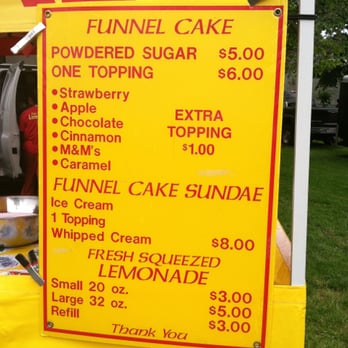 FUNNEL CAKE
POWDERED SUGAR $5.00
ONE TOPPING $6.00
• Strawberry
• Apple
• Chocolate
• Cinnamon
• M&M's
• Caramel
EXTRA
TOPPING
$1.00
FUNNEL CAKE SUNDAE
Ice Cream
1 Topping
Whipped Cream $8.00
FRESH SQUEEZED
LEMONADE
Small 20 oz. $3.00
Large 32 oz. $5.00
Refill $3.00
Thank You